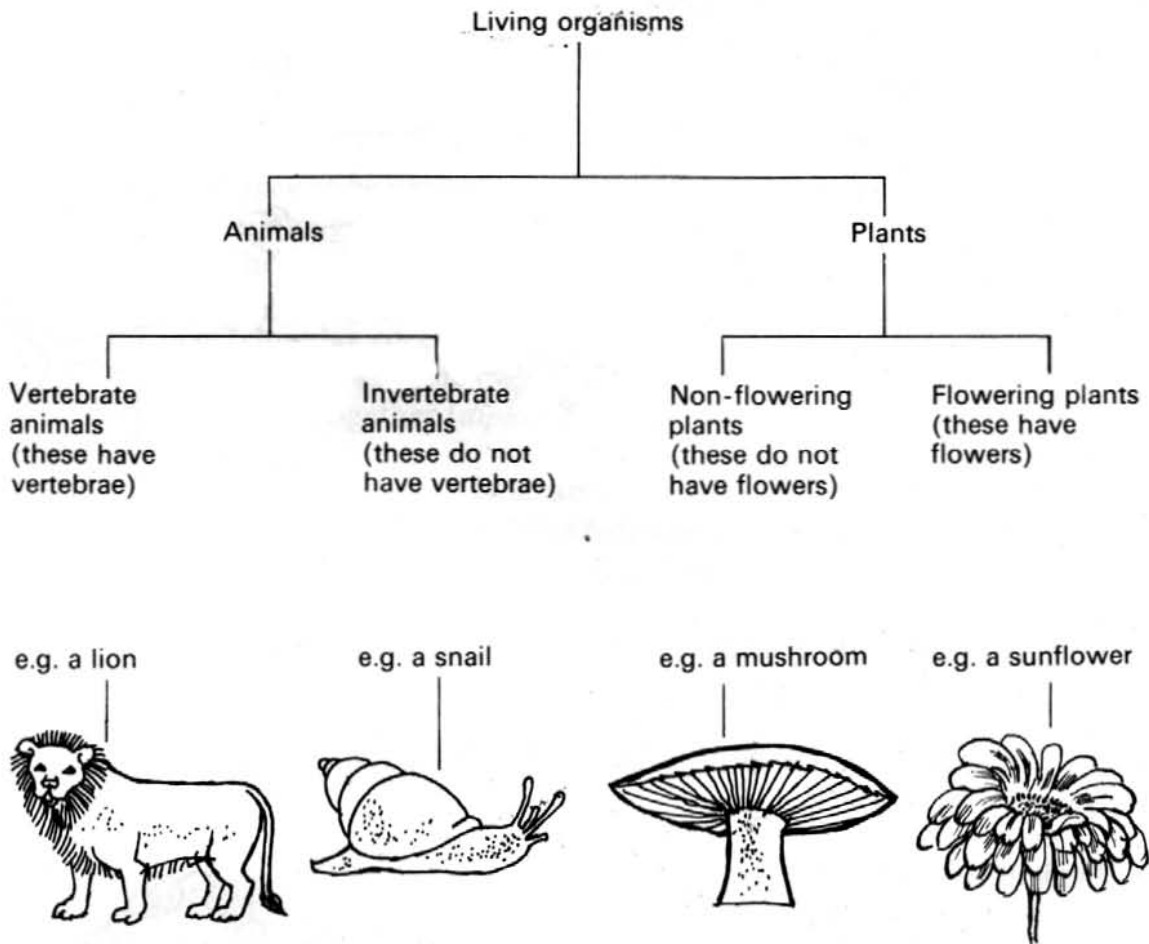 Living organisms
Animals
Plants
Vertebrate
animals
(these have
vertebrae)
Invertebrate
animals
(these do not
have vertebrae)
Non-flowering
plants
(these do not
have flowers)
Flowering plants
(these have
flowers)
e.g. a lion
e.g. a snail
e.g. a mushroom
e.g. a sunflower